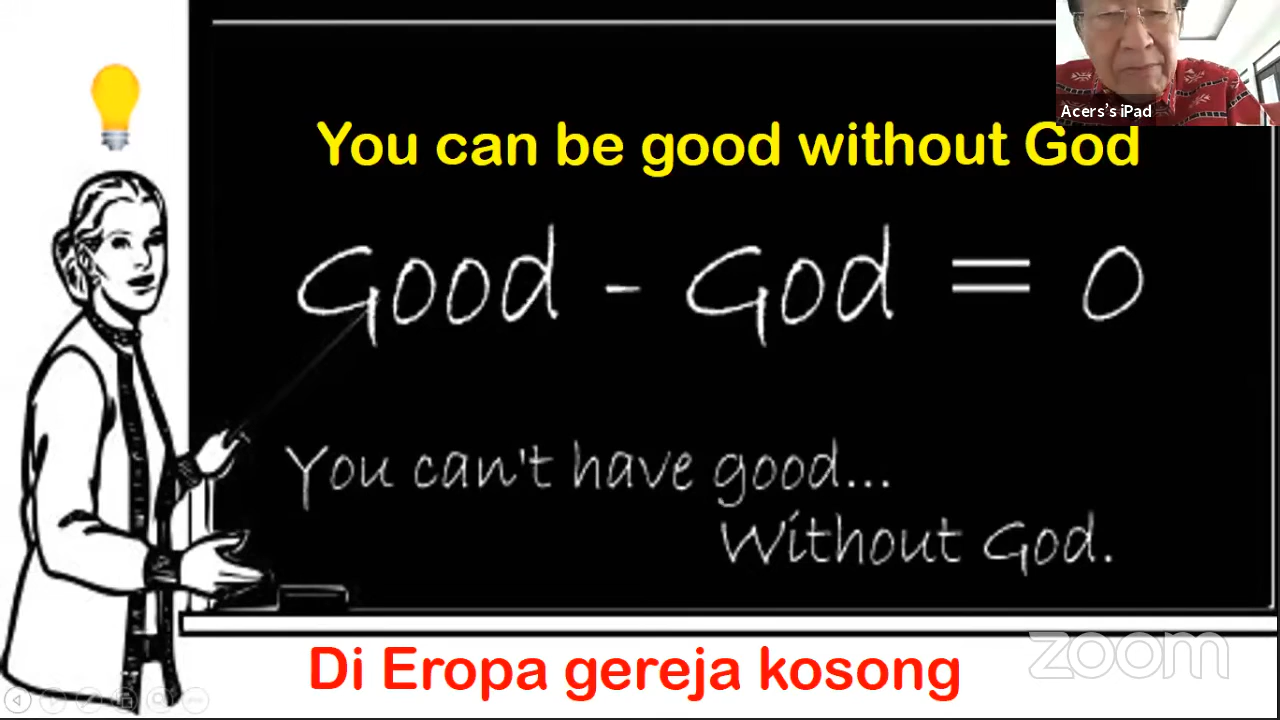 Acers's iPad
You can be good without God
Good - God = 0
You can't have good...
Without God.
Di Eropa gereja kosong
zoom